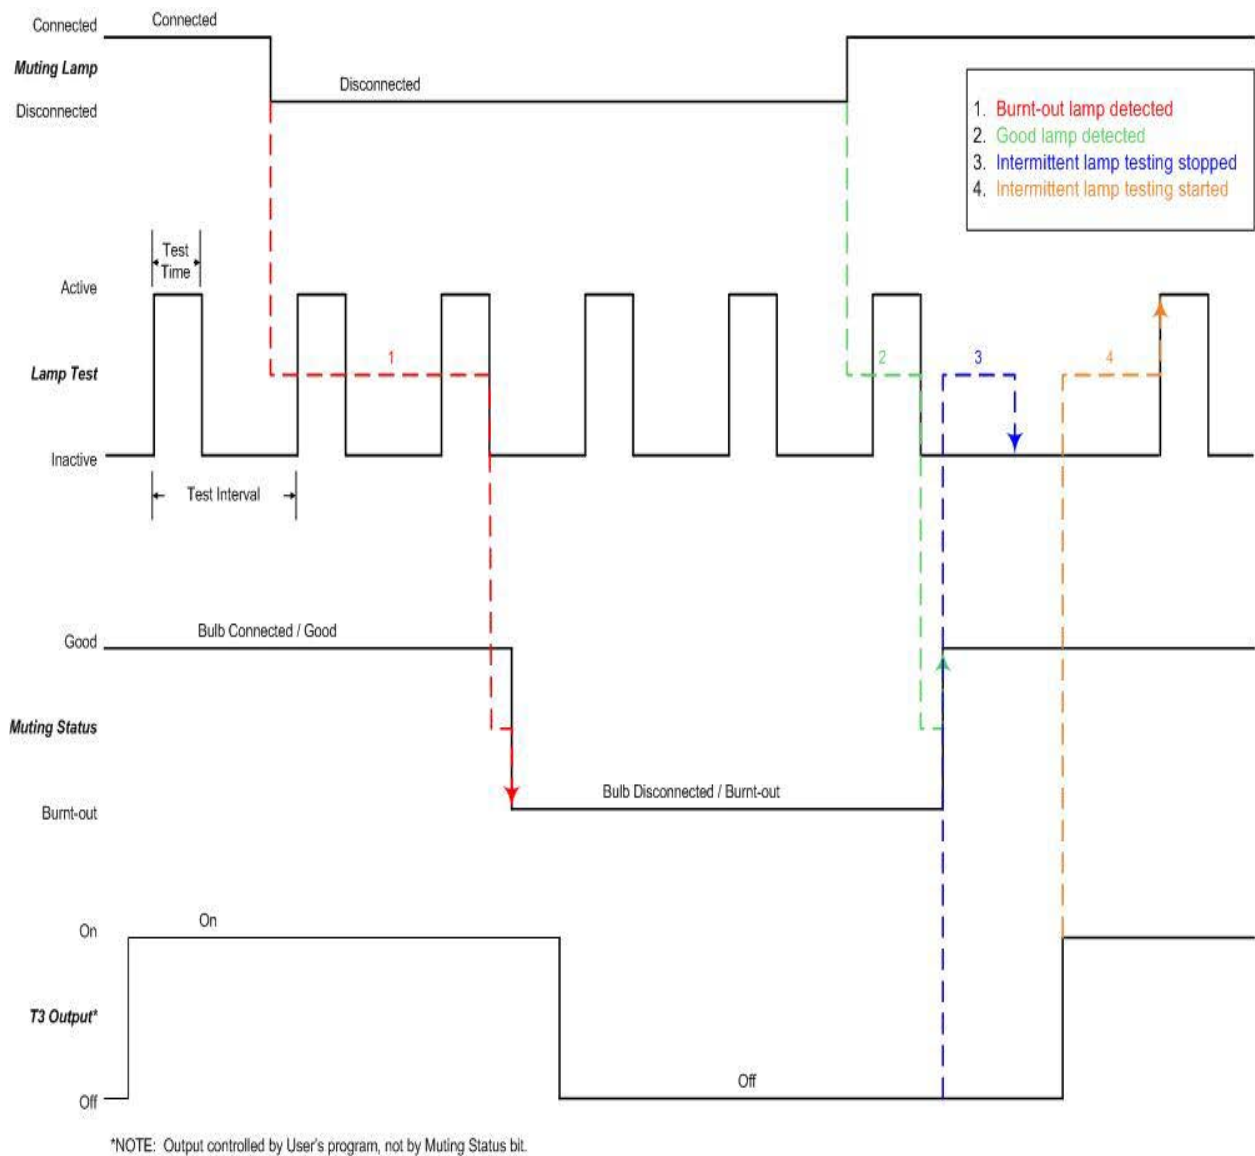 Connected
Connected
Muting Lamp
Disconnected
Disconnected
1. Burnt-out lamp detected
2. Good lamp detected
3. Intermittent lamp testing stopped
4. Intermittent lamp testing started
Test
Time
Active
1
2
3
4
Lamp Test
Inactive
Test Interval
Bulb Connected / Good
Good
Muting Status
Bulb Disconnected / Burnt-out
Burnt-out
On
On
T3 Output*
Off
Off
*NOTE: Output controlled by User's program, not by Muting Status bit.